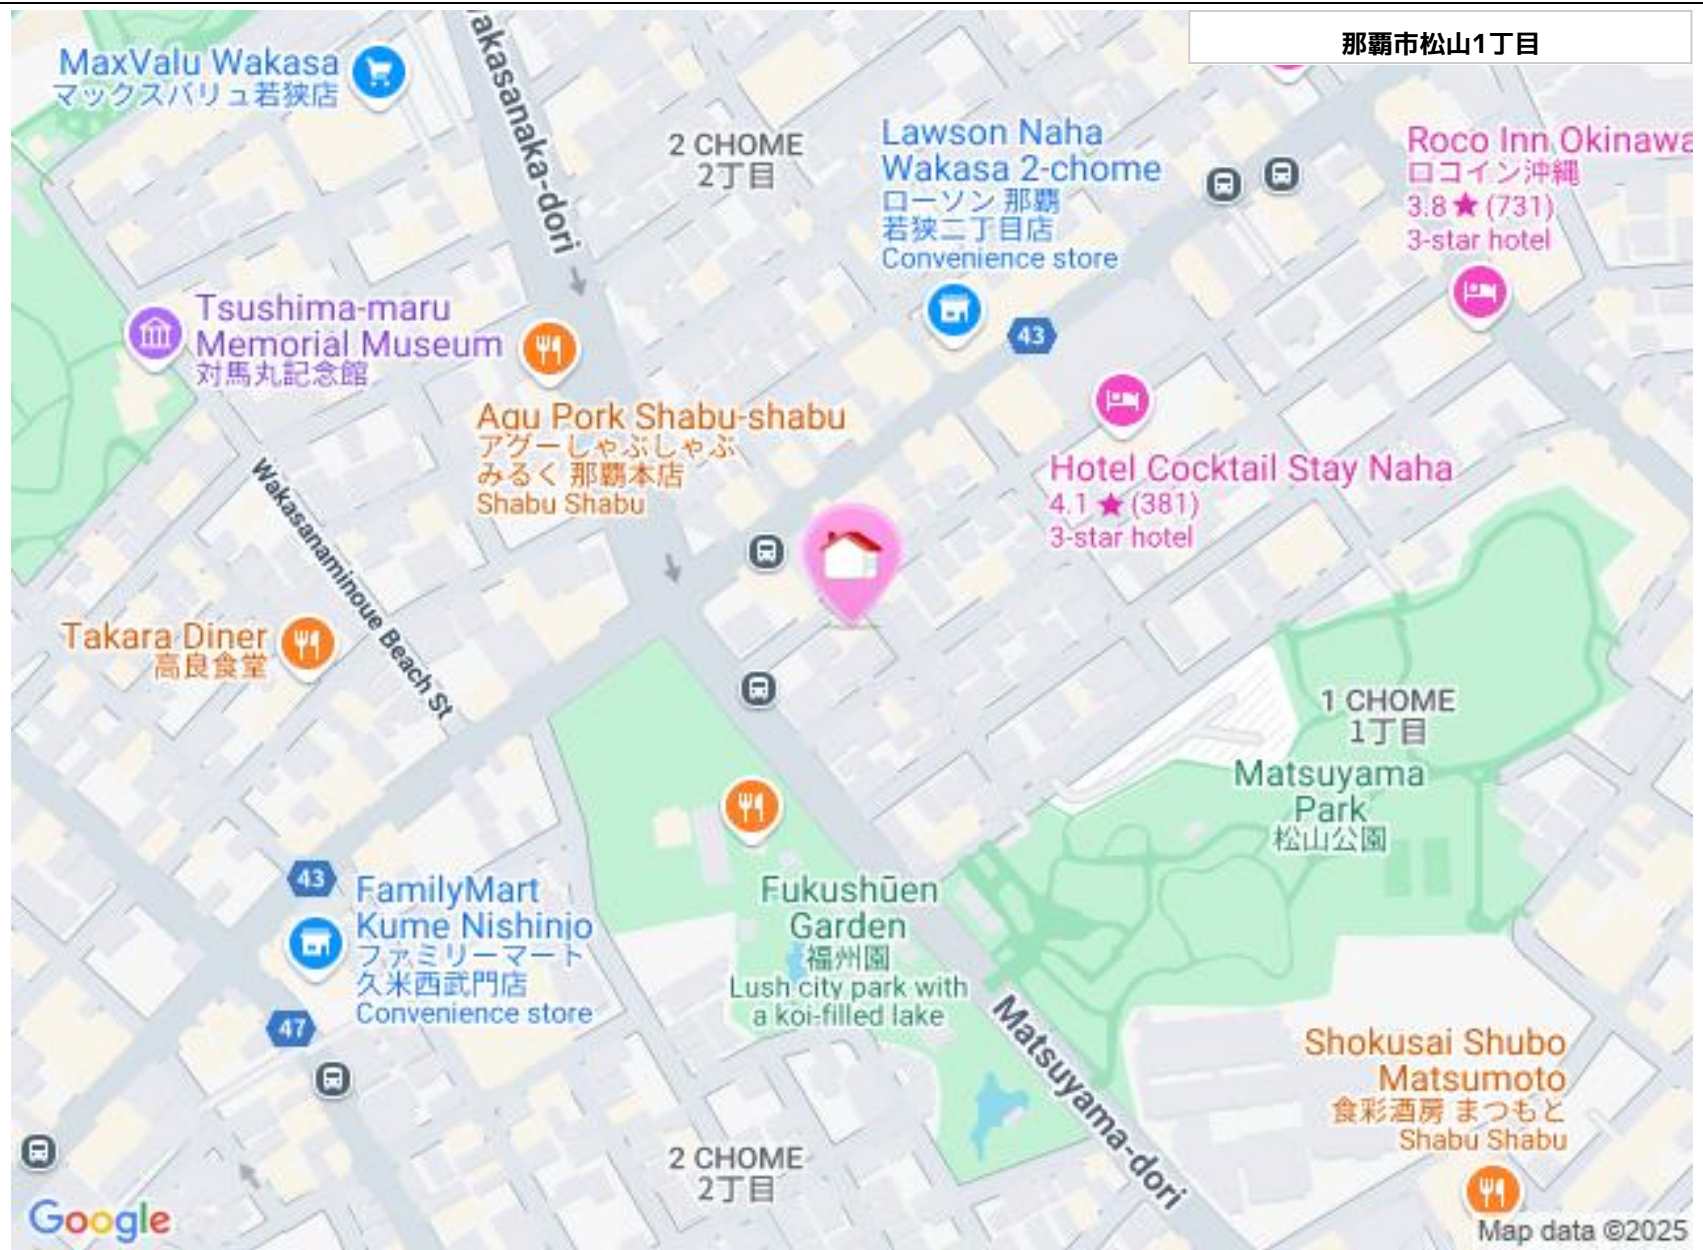 那覇市松山1丁目
MaxValu Wakasa
マックスバリュ若狭店
akasanaka-dori
2 CHOME
2丁目
Lawson Naha
Wakasa 2-chome
ローソン 那覇
若狭二丁目店
Convenience store
Roco Inn Okinawa
ロコイン沖縄
3.8 ★ (731)
3-star hotel
43
Tsushima-maru
Memorial Museum
対馬丸記念館
Agu Pork Shabu-shabu
アグーしゃぶしゃぶ
みるく 那覇本店
Shabu Shabu
Hotel Cocktail Stay Naha
4.1 ★ (381)
3-star hotel
Wakasanaminoue Beach St
Takara Diner
高良食堂
1 CHOME
1丁目
Matsuyama
Park
松山公園
43
FamilyMart
Kume Nishinjo
ファミリーマート
久米西武門店
Convenience store
47
Fukushūen
Garden
福州園
Lush city park with
a koi-filled lake
Matsuyama-dori
Shokusai Shubo
Matsumoto
食彩酒房 まつもと
Shabu Shabu
2 CHOME
2丁目
Google
Map data ©2025